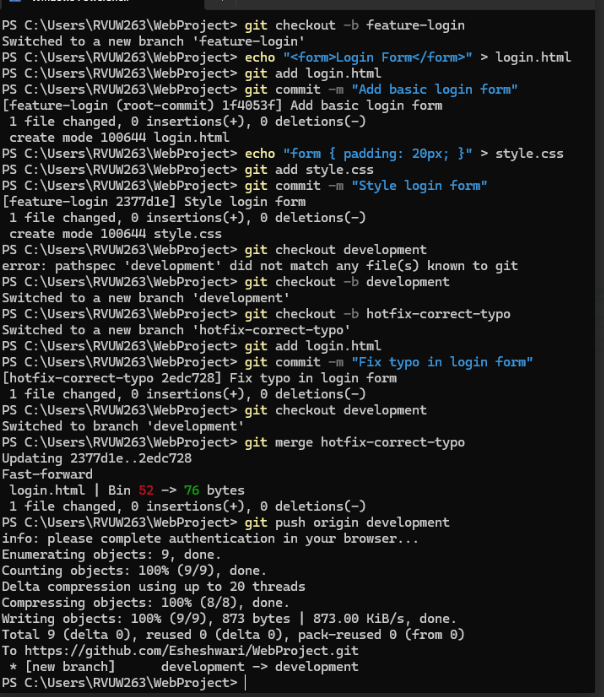 PS C:\Users\RVUW263\WebProject> git checkout -b feature-login
Switched to a new branch 'feature-login'
PS C:\Users\RVUW263\WebProject> echo "<form>Login Form</form>" > login.html
PS C:\Users\RVUW263\WebProject> git add login.html
PS C:\Users\RVUW263\WebProject> git commit -m "Add basic login form"
[feature-login (root-commit) 1f4053f] Add basic login form
 1 file changed, 0 insertions(+), 0 deletions(-)
 create mode 100644 login.html
PS C:\Users\RVUW263\WebProject> echo "form { padding: 20px; }" > style.css
PS C:\Users\RVUW263\WebProject> git add style.css
PS C:\Users\RVUW263\WebProject> git commit -m "Style login form"
[feature-login 2377d1e] Style login form
 1 file changed, 0 insertions(+), 0 deletions(-)
 create mode 100644 style.css
PS C:\Users\RVUW263\WebProject> git checkout development
error: pathspec 'development' did not match any file(s) known to git
PS C:\Users\RVUW263\WebProject> git checkout -b development
Switched to a new branch 'development'
PS C:\Users\RVUW263\WebProject> git checkout -b hotfix-correct-typo
Switched to a new branch 'hotfix-correct-typo'
PS C:\Users\RVUW263\WebProject> git add login.html
PS C:\Users\RVUW263\WebProject> git commit -m "Fix typo in login form"
[hotfix-correct-typo 2edc728] Fix typo in login form
 1 file changed, 0 insertions(+), 0 deletions(-)
PS C:\Users\RVUW263\WebProject> git checkout development
Switched to branch 'development'
PS C:\Users\RVUW263\WebProject> git merge hotfix-correct-typo
Updating 2377d1e..2edc728
Fast-forward
 login.html | Bin 52 -> 76 bytes
 1 file changed, 0 insertions(+), 0 deletions(-)
PS C:\Users\RVUW263\WebProject> git push origin development
info: please complete authentication in your browser...
Enumerating objects: 9, done.
Counting objects: 100% (9/9), done.
Delta compression using up to 20 threads
Compressing objects: 100% (8/8), done.
Writing objects: 100% (9/9), 873 bytes | 873.00 KiB/s, done.
Total 9 (delta 0), reused 0 (delta 0), pack-reused 0 (from 0)
To https://github.com/Esheshwari/WebProject.git
 * [new branch]      development -> development
PS C:\Users\RVUW263\WebProject>